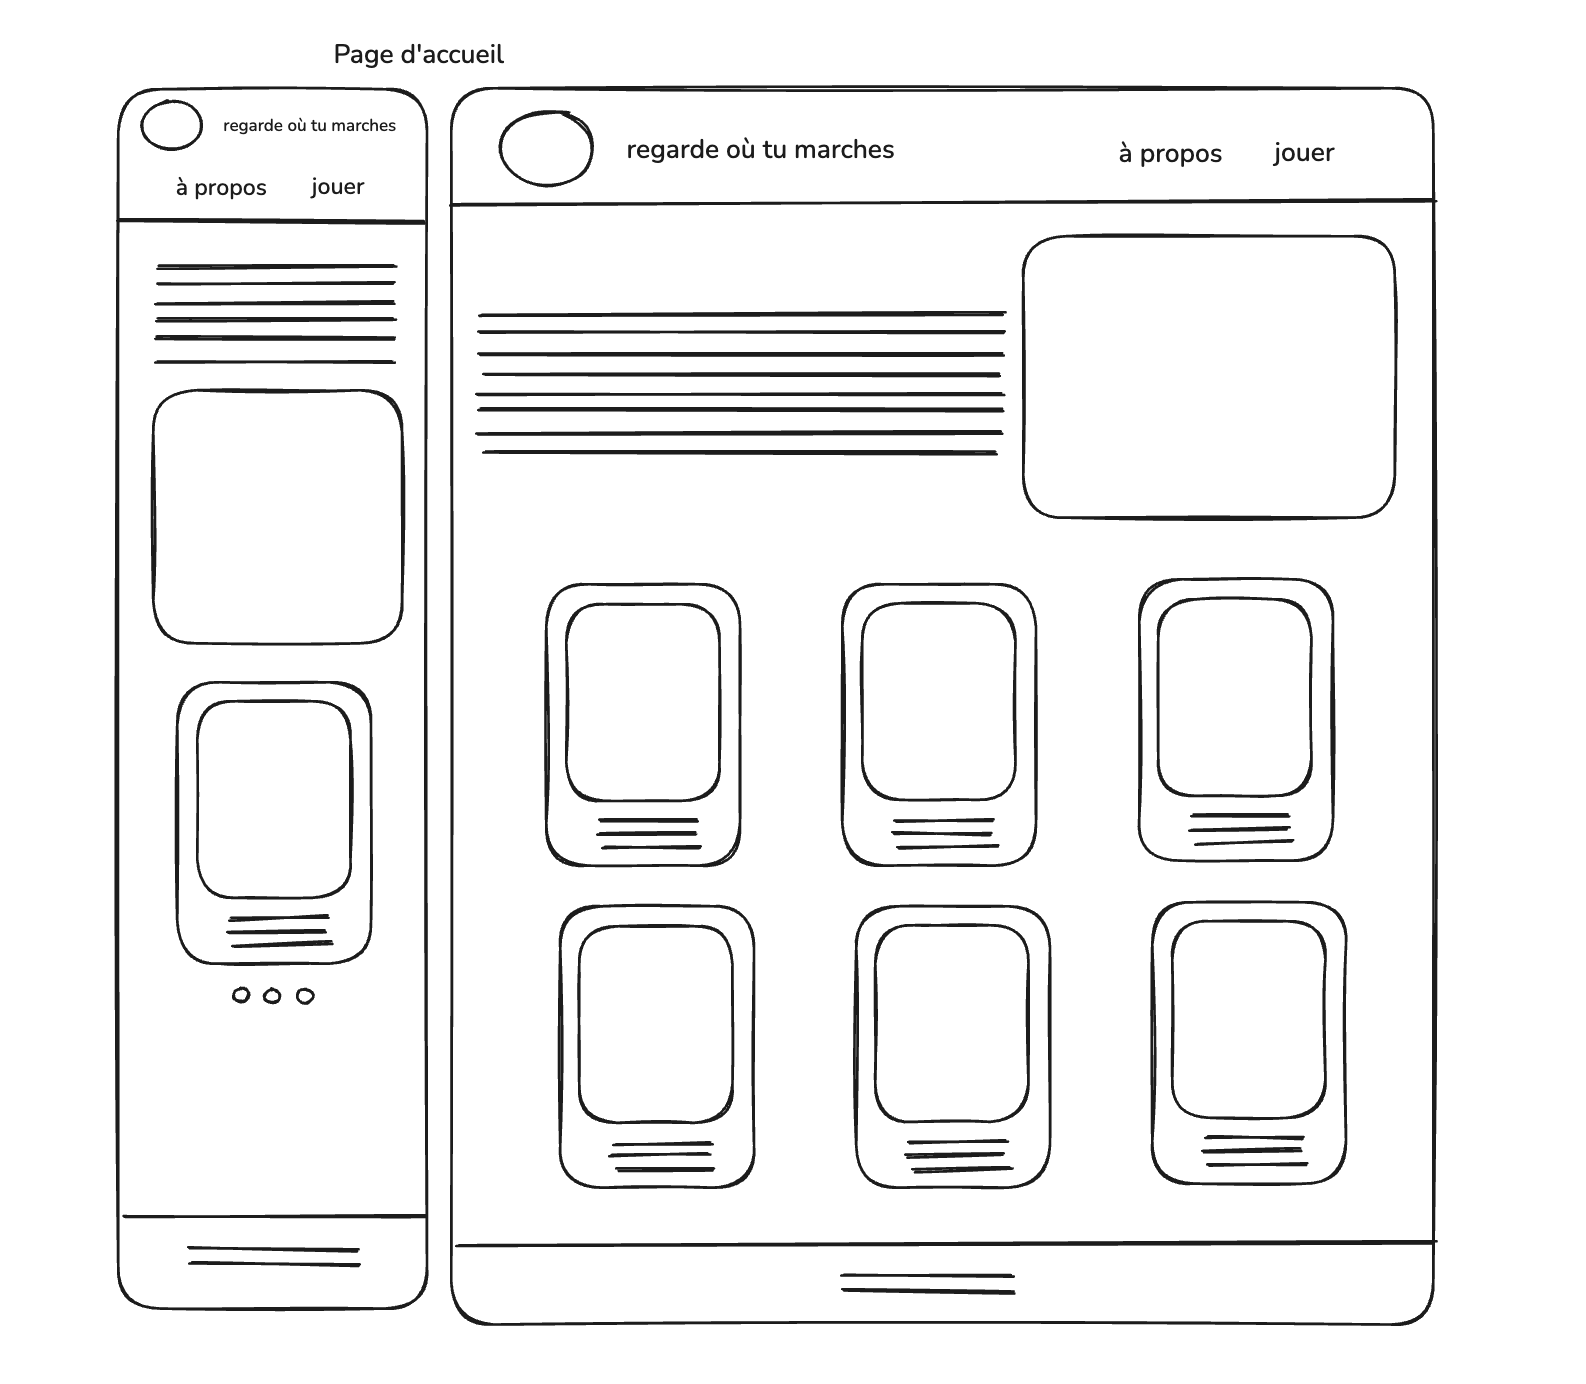 Page d'accueil
regarde où tu marches
à propos jouer
regarde où tu marches
à propos jouer